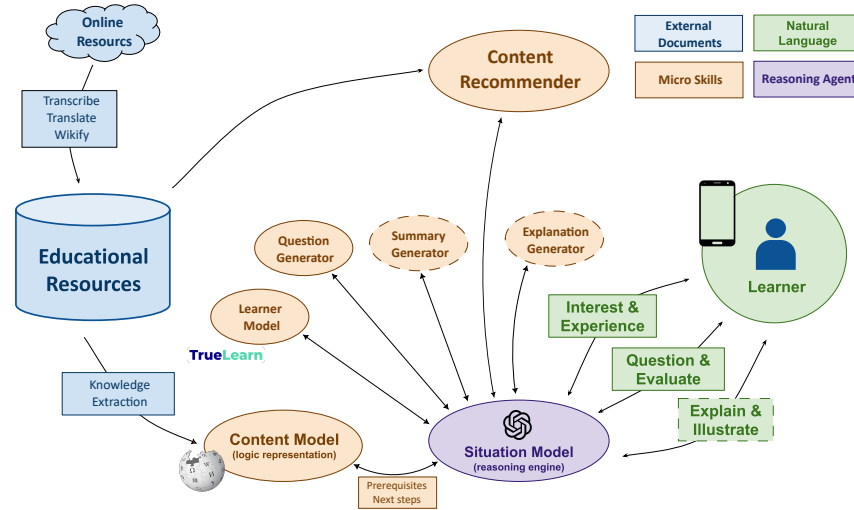 Online
Resourcs
Transcribe
Translate
Wikify
Educational
Resources
Knowledge
Extraction
Content
Recommender
External
Documents
Natural
Language
Micro Skills
Reasoning Agent
Question
Generator
Summary
Generator
Explanation
Generator
Learner
Model
TrueLearn
Learner
Interest &
Experience
Question &
Evaluate
Explain &
Illustrate
Content Model
(logic representation)
Situation Model
(reasoning engine)
Prerequisites
Next steps